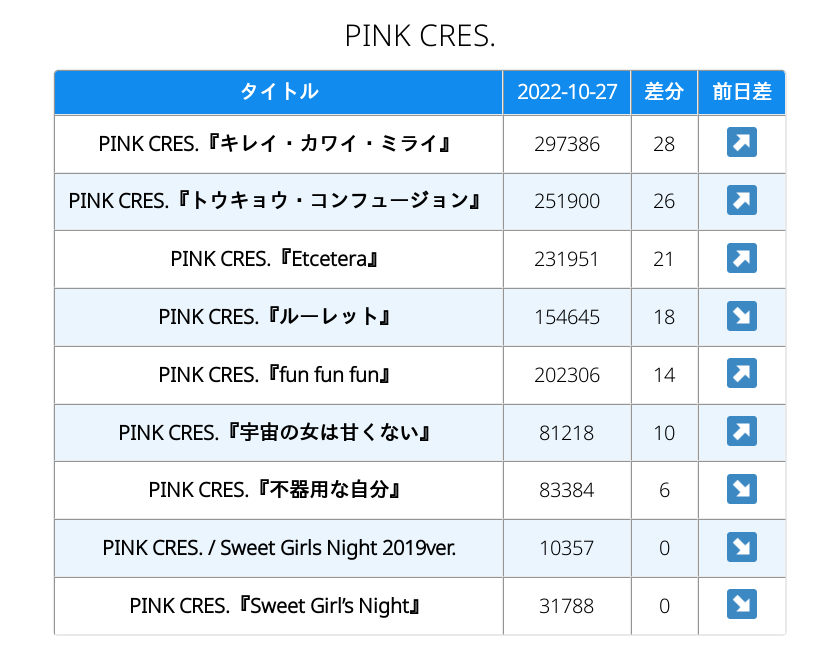 PINK CRES.
タイトル 2022-10-27 差分 前日差
PINK CRES.『キレイ・カワイ・ミライ』 297386 28 ↗
PINK CRES.『トウキョウ・コンフュージョン』 251900 26 ↗
PINK CRES.『Etcetera』 231951 21 ↗
PINK CRES.『ルーレット』 154645 18 ↘
PINK CRES.『fun fun fun』 202306 14 ↗
PINK CRES.『宇宙の女は甘くない』 81218 10 ↗
PINK CRES.『不器用な自分』 83384 6 ↘
PINK CRES. / Sweet Girls Night 2019ver. 10357 0 ↘
PINK CRES.『Sweet Girl’s Night』 31788 0 ↘